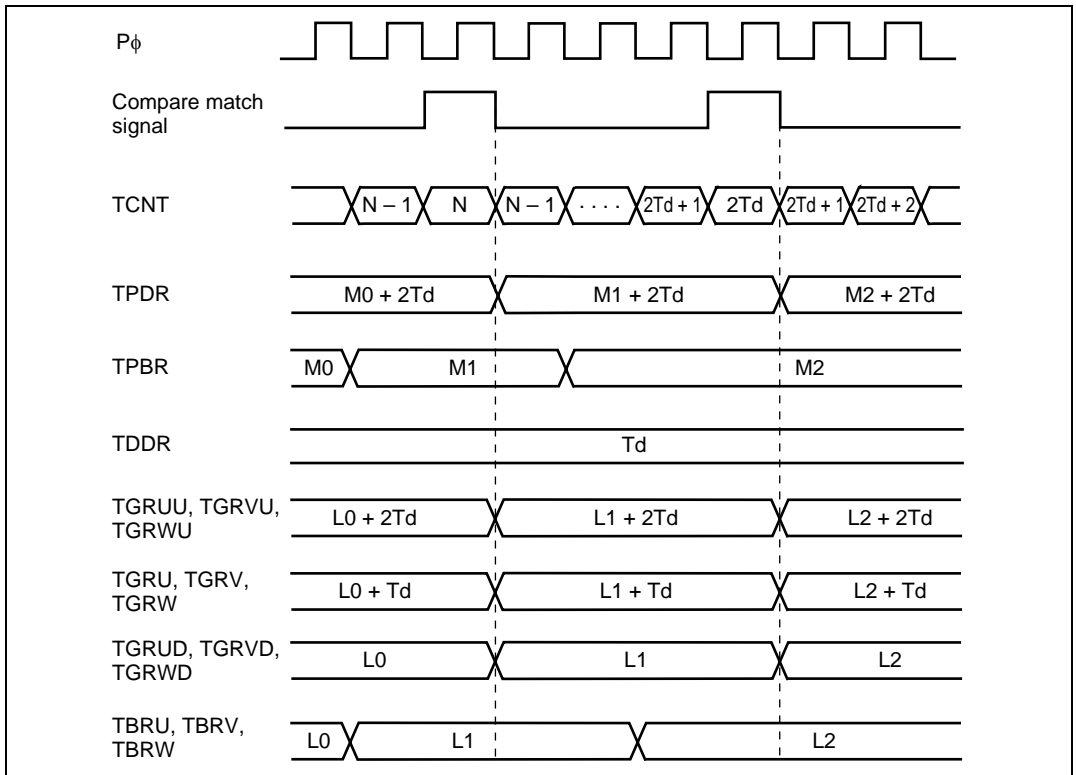 Pϕ
Compare match
signal
TCNT
N – 1 N N – 1 · · · · 2Td + 1 2Td 2Td + 1 2Td + 2
TPDR
M0 + 2Td M1 + 2Td M2 + 2Td
TPBR
M0 M1 M2
TDDR
Td
TGRUU, TGRVU,
TGRWU
L0 + 2Td L1 + 2Td L2 + 2Td
TGRU, TGRV,
TGRW
L0 + Td L1 + Td L2 + Td
TGRUD, TGRVD,
TGRWD
L0 L1 L2
TBRU, TBRV,
TBRW
L0 L1 L2